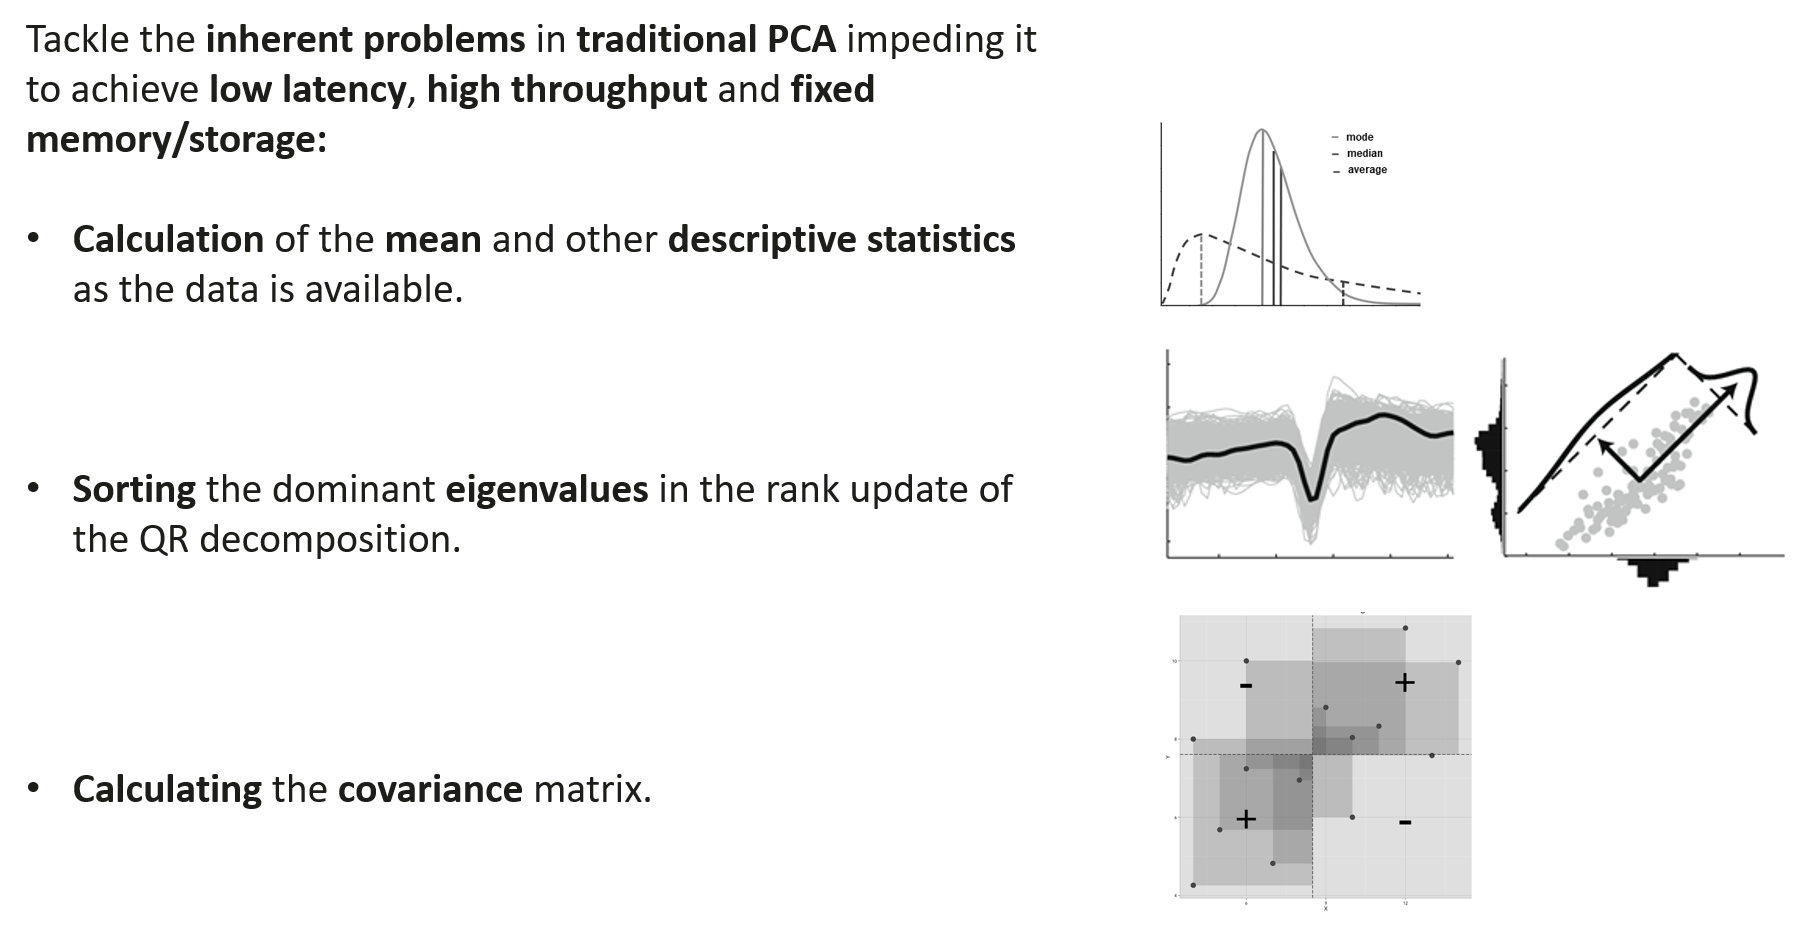 Tackle the inherent problems in traditional PCA impeding it
to achieve low latency, high throughput and fixed
memory/storage:
• Calculation of the mean and other descriptive statistics
as the data is available.
• Sorting the dominant eigenvalues in the rank update of
the QR decomposition.
• Calculating the covariance matrix.
mode
median
average
-
+
+
-
Y
X